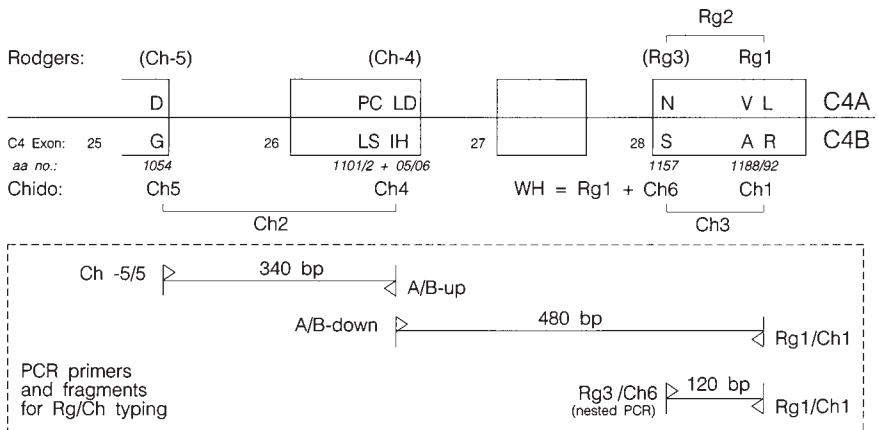 Rg2
Rodgers: (Ch-5) (Ch-4) (Rg3) Rg1
D PC LD N V L C4A
C4 Exon: 25 G 26 LS IH 27 28 S A R C4B
aa no.: 1054 1101/2 + 05/06 1157 1188/92
Chido: Ch5 Ch4 WH = Rg1 + Ch6 Ch1
Ch2 Ch3
Ch -5/5 340 bp A/B-up
A/B-down 480 bp Rg1/Ch1
PCR primers
and fragments
for Rg/Ch typing
Rg3/Ch6 120 bp Rg1/Ch1
(nested PCR)